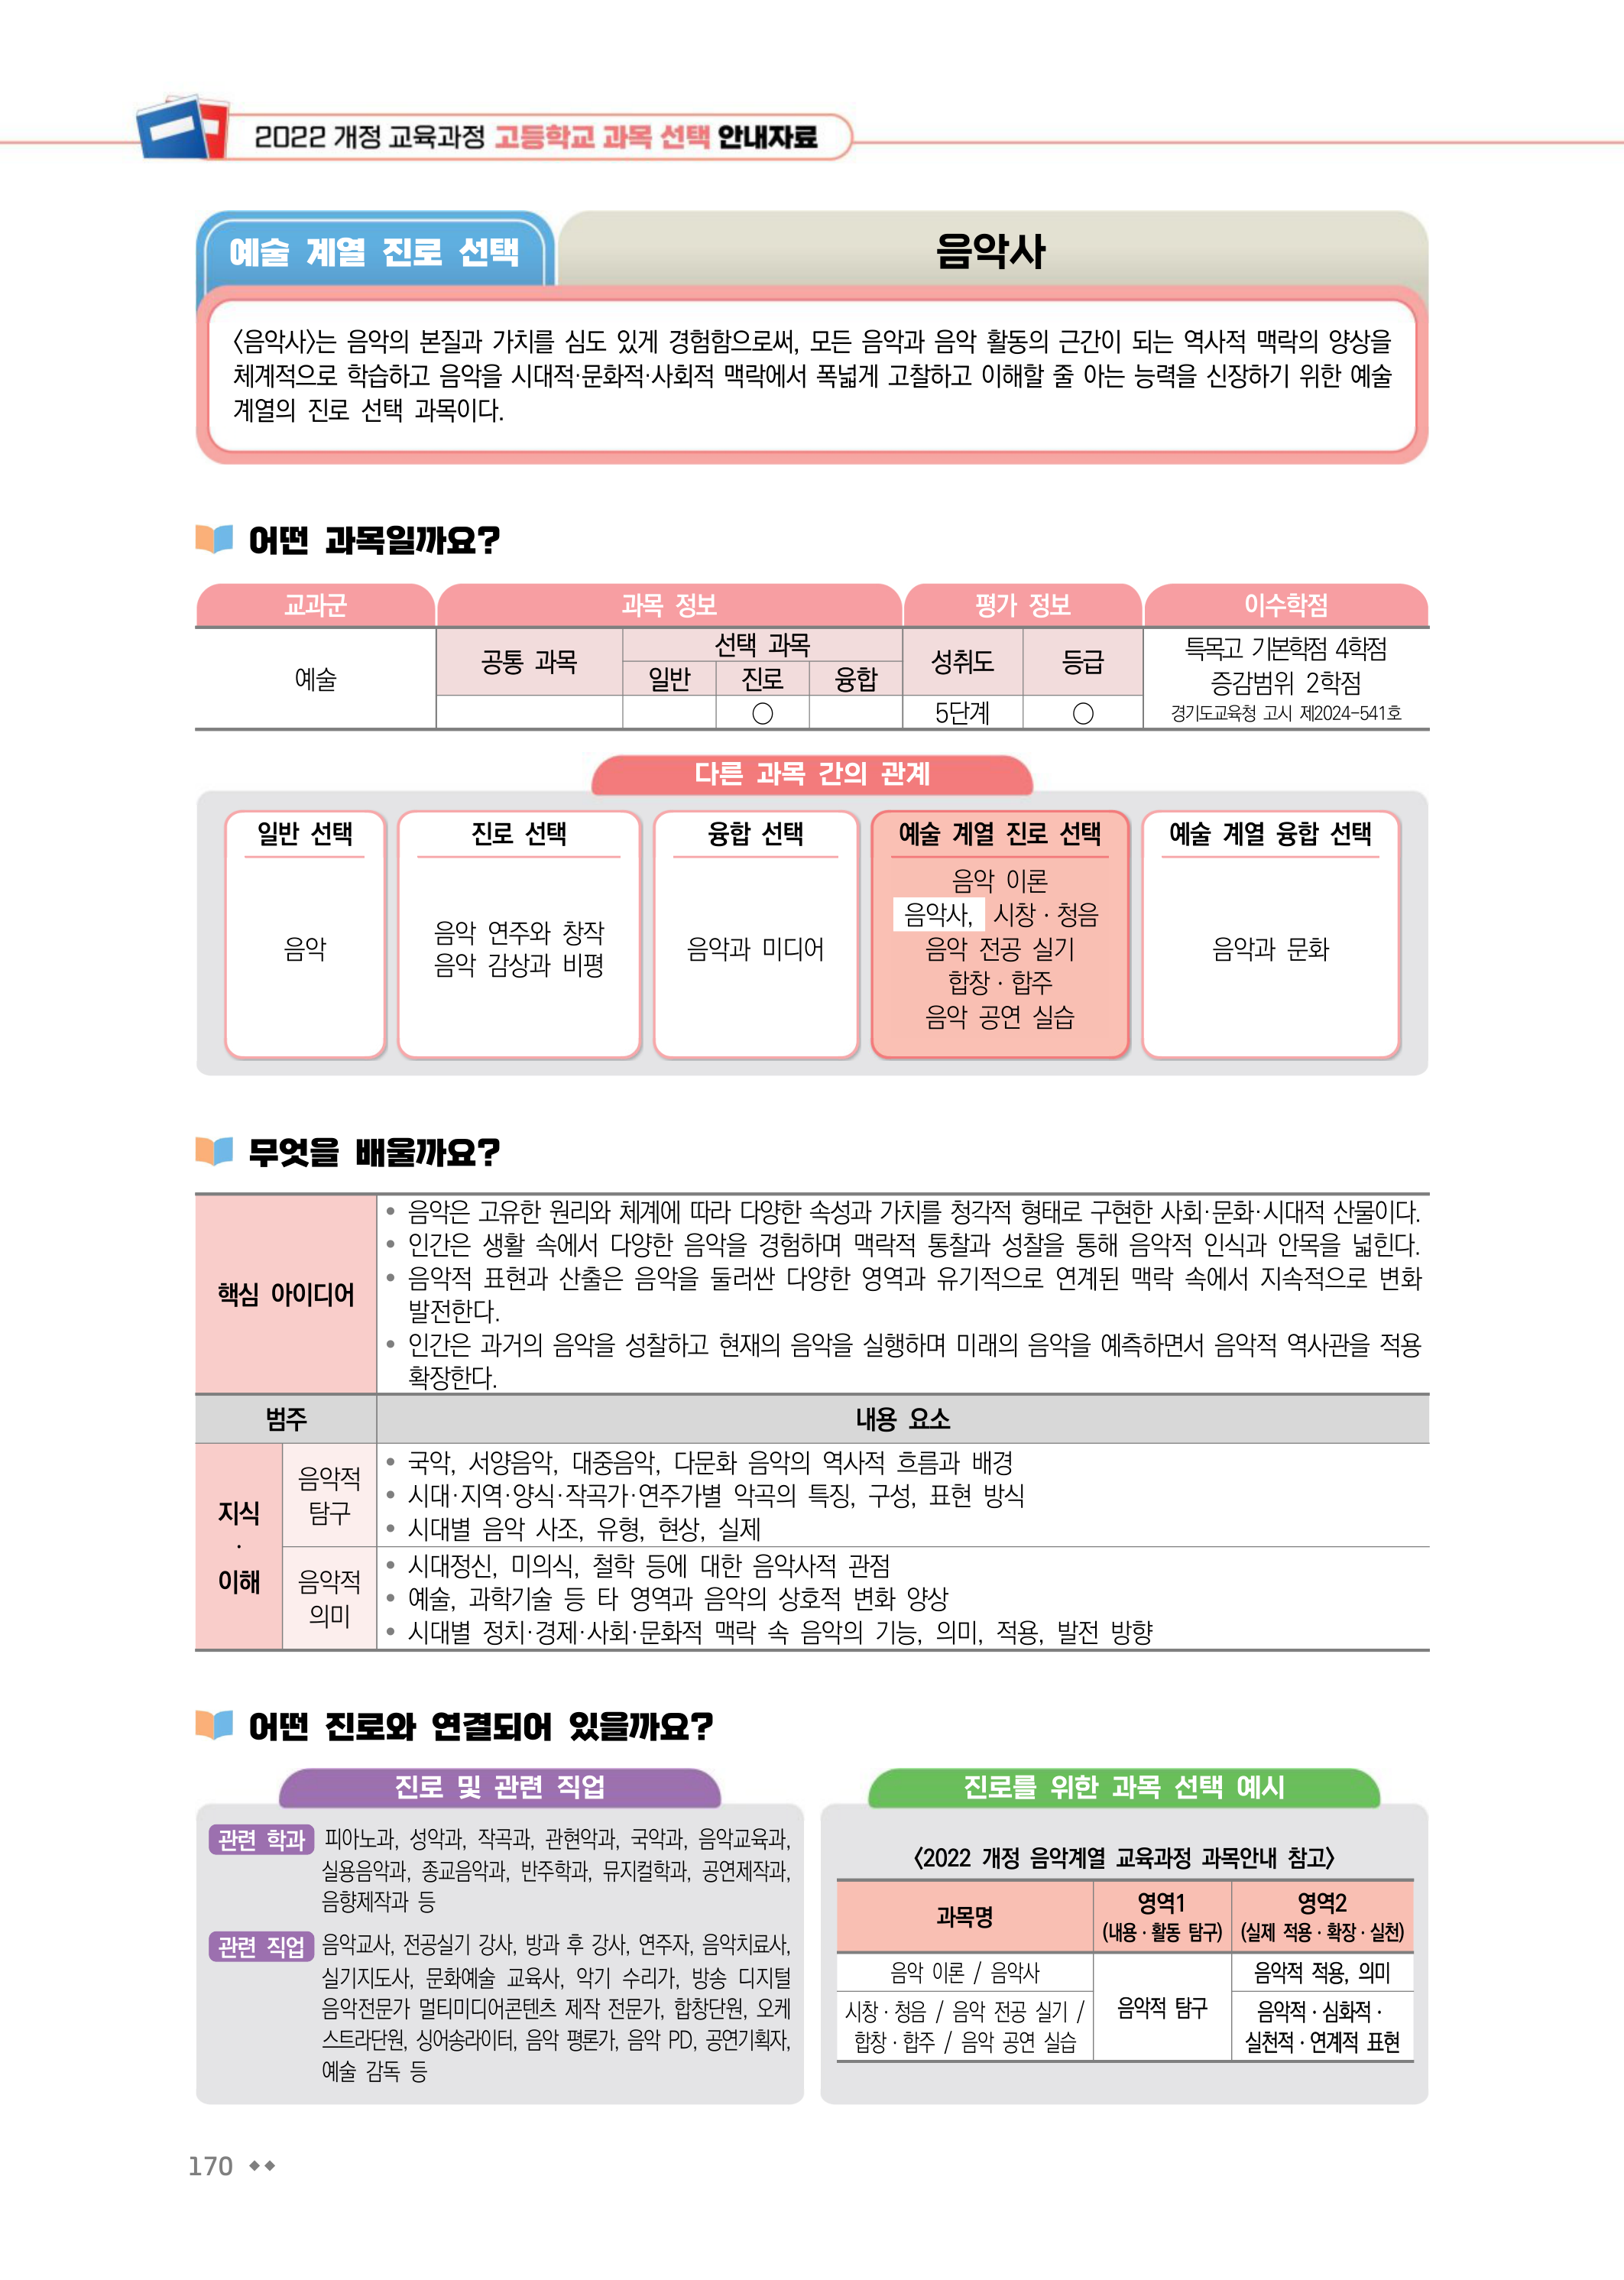 2022 개정 교육과정 고등학교 과목 선택 안내자료
예술 계열 진로 선택
음악사
〈음악사〉는 음악의 본질과 가치를 심도 있게 경험함으로써, 모든 음악과 음악 활동의 근간이 되는 역사적 맥락의 양상을
체계적으로 학습하고 음악을 시대적·문화적·사회적 맥락에서 폭넓게 고찰하고 이해할 줄 아는 능력을 신장하기 위한 예술
계열의 진로 선택 과목이다.
어떤 과목일까요?
교과군 과목 정보 평가 정보 이수학점
예술
공통 과목
선택 과목
일반 진로 융합
성취도 등급
○ 5단계 ○
특목고 기본학점 4학점
증감범위 2학점
경기도교육청 고시 제2024-541호
다른 과목 간의 관계
일반 선택
음악
진로 선택
음악 연주와 창작
음악 감상과 비평
융합 선택
음악과 미디어
예술 계열 진로 선택
음악 이론
음악사, 시창 · 청음
음악 전공 실기
합창 · 합주
음악 공연 실습
예술 계열 융합 선택
음악과 문화
무엇을 배울까요?
핵심 아이디어
• 음악은 고유한 원리와 체계에 따라 다양한 속성과 가치를 청각적 형태로 구현한 사회·문화·시대적 산물이다.
• 인간은 생활 속에서 다양한 음악을 경험하며 맥락적 통찰과 성찰을 통해 음악적 인식과 안목을 넓힌다.
• 음악적 표현과 산출은 음악을 둘러싼 다양한 영역과 유기적으로 연계된 맥락 속에서 지속적으로 변화
발전한다.
• 인간은 과거의 음악을 성찰하고 현재의 음악을 실행하며 미래의 음악을 예측하면서 음악적 역사관을 적용
확장한다.
범주 내용 요소
지식
·
이해
음악적
탐구
• 국악, 서양음악, 대중음악, 다문화 음악의 역사적 흐름과 배경
• 시대·지역·양식·작곡가·연주가별 악곡의 특징, 구성, 표현 방식
• 시대별 음악 사조, 유형, 현상, 실제
음악적
의미
• 시대정신, 미의식, 철학 등에 대한 음악사적 관점
• 예술, 과학기술 등 타 영역과 음악의 상호적 변화 양상
• 시대별 정치·경제·사회·문화적 맥락 속 음악의 기능, 의미, 적용, 발전 방향
어떤 진로와 연결되어 있을까요?
진로 및 관련 직업
관련 학과 피아노과, 성악과, 작곡과, 관현악과, 국악과, 음악교육과,
실용음악과, 종교음악과, 반주학과, 뮤지컬학과, 공연제작과,
음향제작과 등
관련 직업 음악교사, 전공실기 강사, 방과 후 강사, 연주자, 음악치료사,
실기지도사, 문화예술 교육사, 악기 수리가, 방송 디지털
음악전문가 멀티미디어콘텐츠 제작 전문가, 합창단원, 오케
스트라단원, 싱어송라이터, 음악 평론가, 음악 PD, 공연기획자,
예술 감독 등
진로를 위한 과목 선택 예시
〈2022 개정 음악계열 교육과정 과목안내 참고〉
과목명
영역1
(내용 · 활동 탐구)
영역2
(실제 적용 · 확장 · 실천)
음악 이론 / 음악사
음악적 탐구
음악적 적용, 의미
시창 · 청음 / 음악 전공 실기 /
합창 · 합주 / 음악 공연 실습
음악적 · 심화적 ·
실천적 · 연계적 표현
170